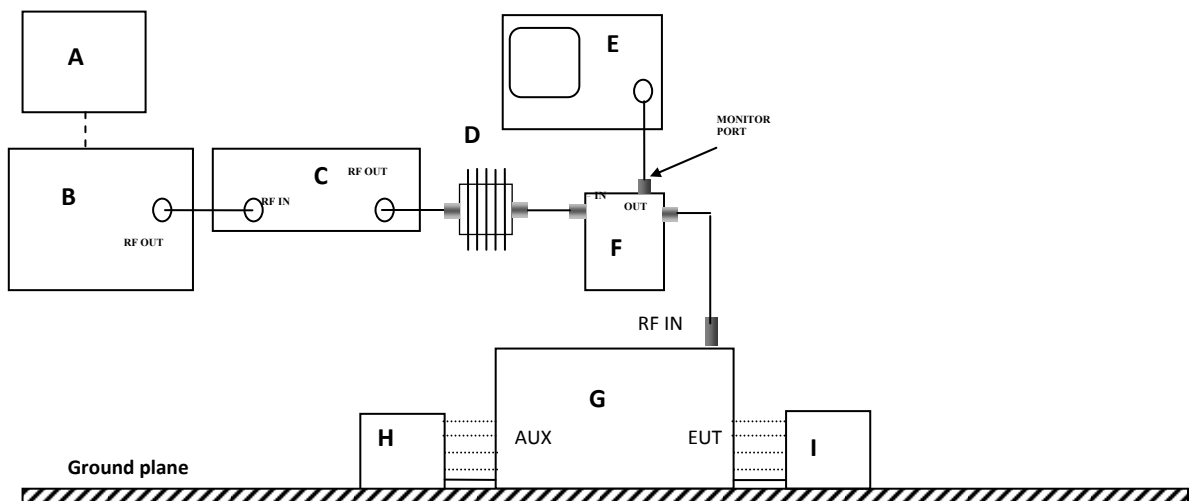 A
E
D
MONITOR
PORT
B
C
RF OUT
RF IN
RF OUT
IN
OUT
F
RF IN
G
H
AUX
EUT
I
Ground plane